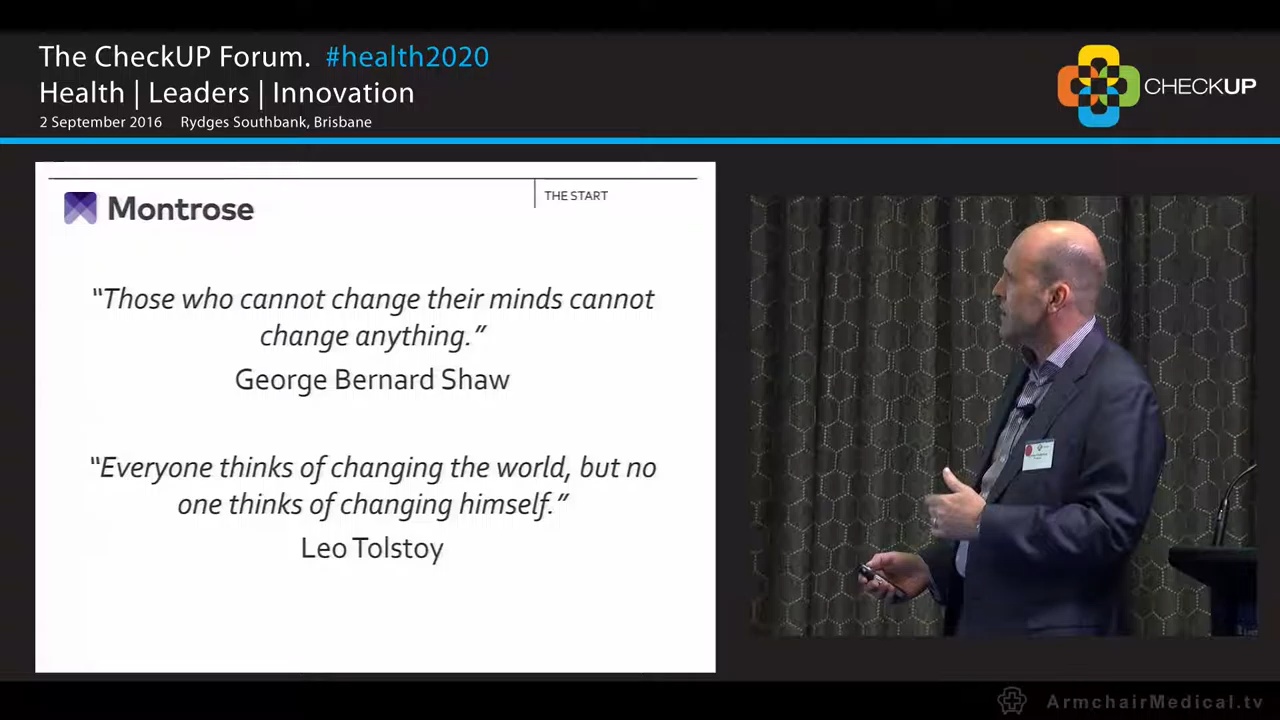 The CheckUP Forum. #health2020
Health | Leaders | Innovation
2 September 2016 Rydges Southbank, Brisbane
CHECKUP
Montrose
THE START
“Those who cannot change their minds cannot
change anything.”
George Bernard Shaw
“Everyone thinks of changing the world, but no
one thinks of changing himself.”
Leo Tolstoy
ArmchairMedical.tv